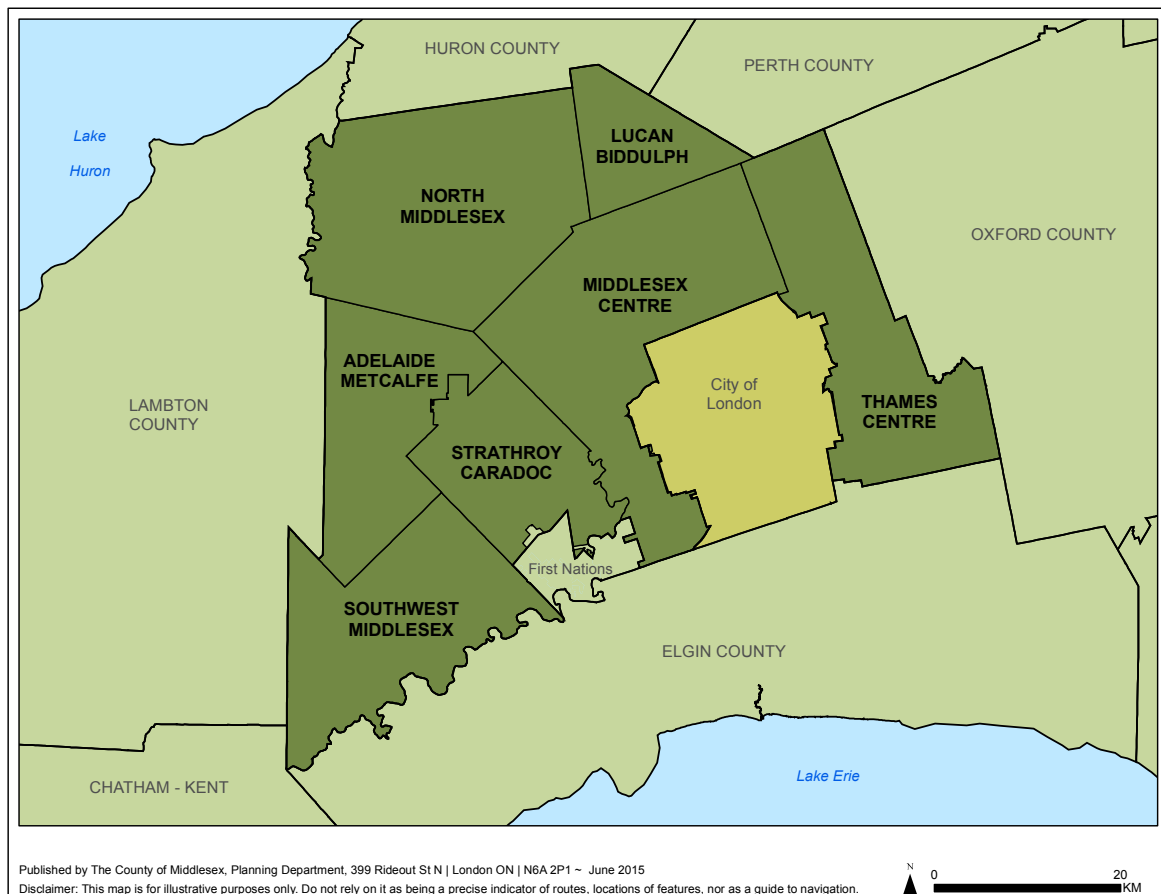 HURON COUNTY
PERTH COUNTY
Lake
Huron
LUCAN
BIDDULPH
NORTH
MIDDLESEX
OXFORD COUNTY
MIDDLESEX
CENTRE
ADELAIDE
METCALFE
City of
London
LAMBTON
COUNTY
THAMES
CENTRE
STRATHROY
CARADOC
First Nations
SOUTHWEST
MIDDLESEX
ELGIN COUNTY
Lake Erie
CHATHAM - KENT
Published by The County of Middlesex, Planning Department, 399 Rideout St N | London ON | N6A 2P1 ~ June 2015
Disclaimer: This map is for illustrative purposes only. Do not rely on it as being a precise indicator of routes, locations of features, nor as a guide to navigation.
N
0 20
KM